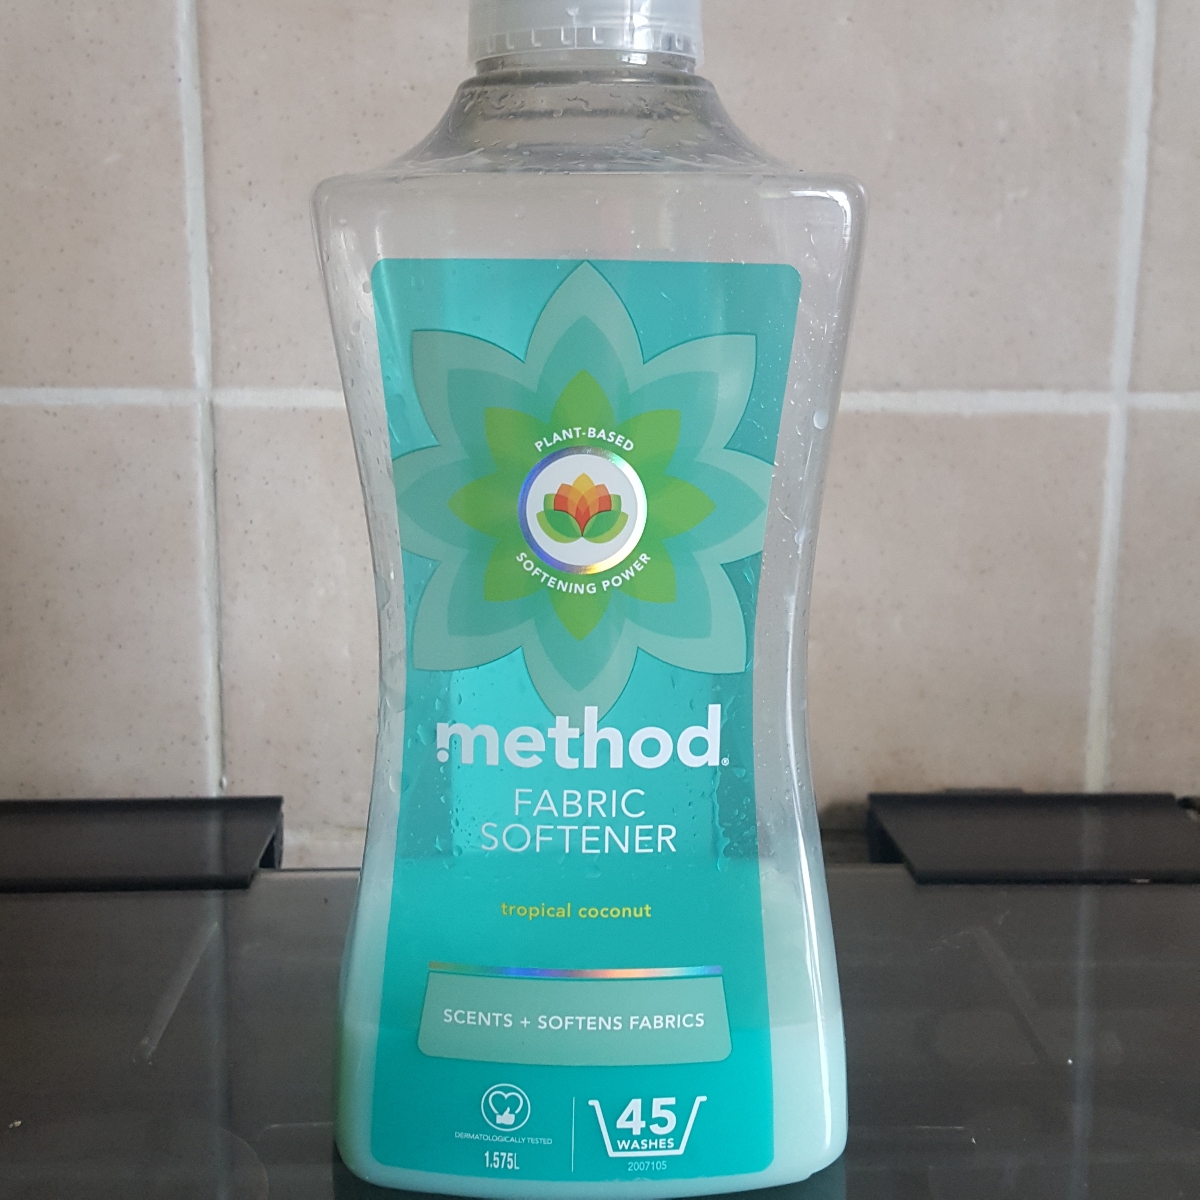 PLANT-BASED
SOFTENING POWER
method®
FABRIC
SOFTENER
tropical coconut
SCENTS + SOFTENS FABRICS
DERMATOLOGICALLY TESTED
1.575L
45
WASHES
2007105